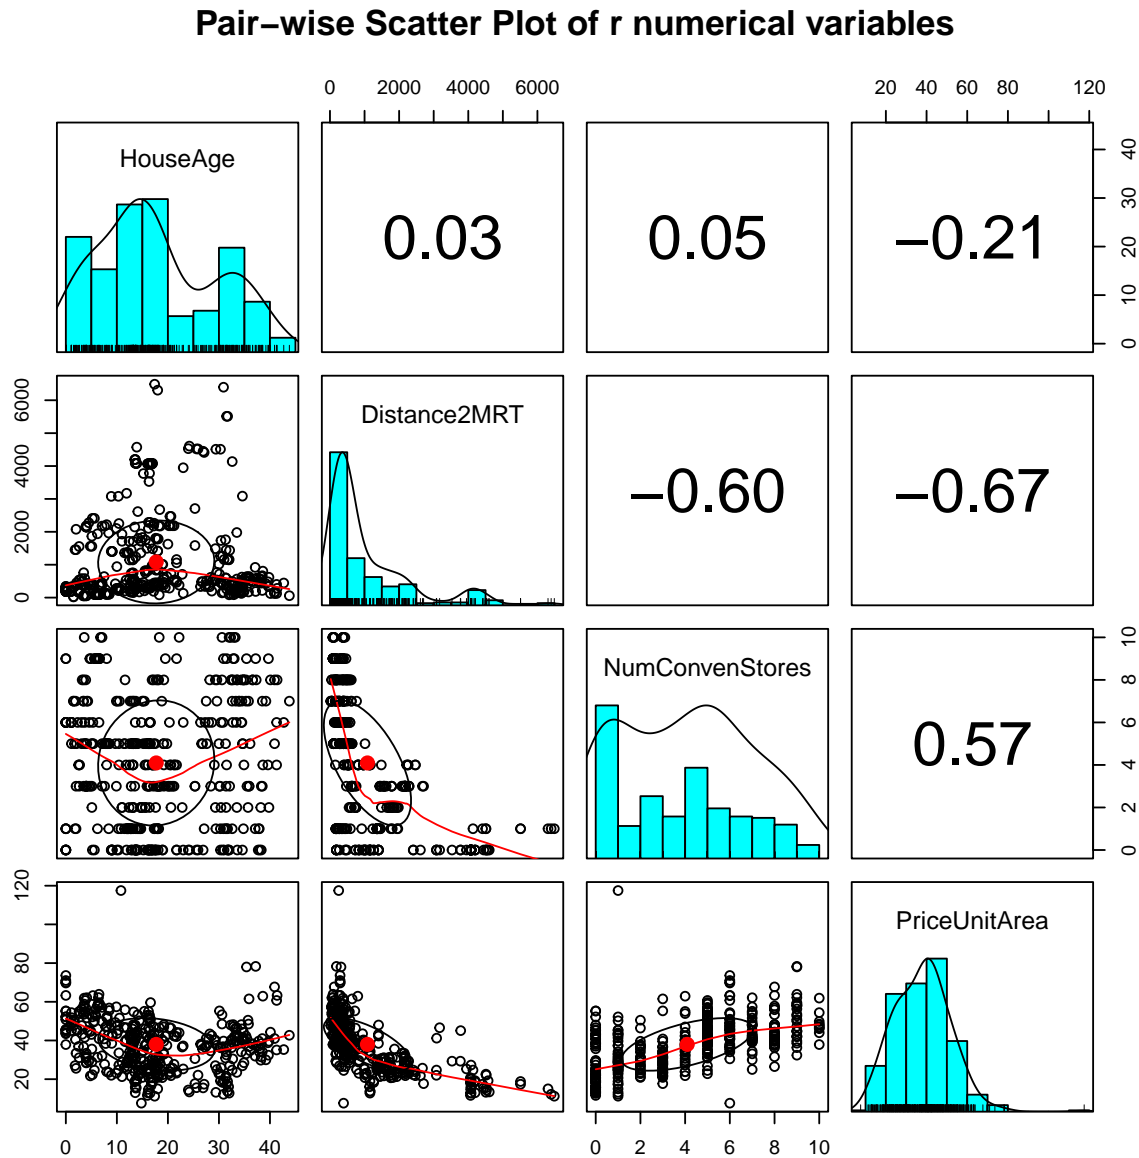 Pair−wise Scatter Plot of r numerical variables
0 2000 4000 6000
20 40 60 80 120
HouseAge
0.03
0.05
−0.21
0 10 20 30 40
0 2000 4000 6000
Distance2MRT
−0.60
−0.67
NumConvenStores
0.57
0 2 4 6 8 10
20 40 60 80 100 120
PriceUnitArea
0 10 20 30 40
0 2 4 6 8 10